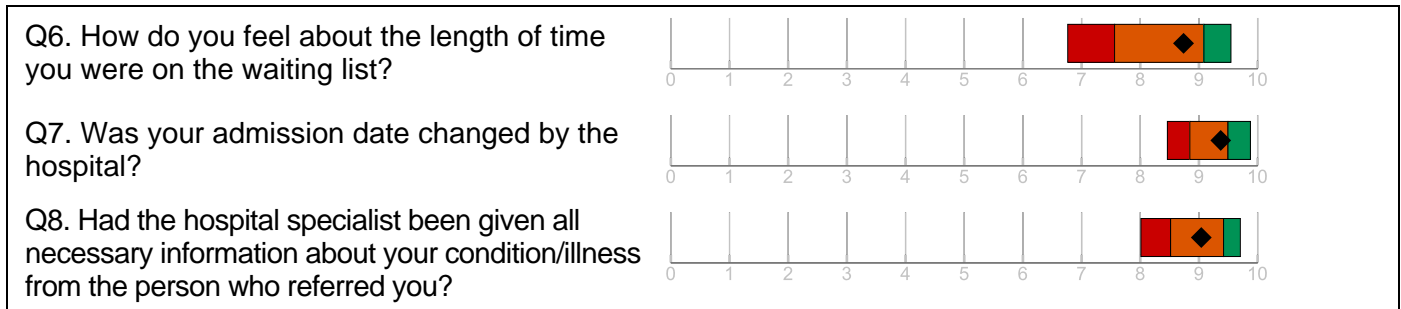 Q6. How do you feel about the length of time
you were on the waiting list?
0 1 2 3 4 5 6 7 8 9 10
Q7. Was your admission date changed by the
hospital?
0 1 2 3 4 5 6 7 8 9 10
Q8. Had the hospital specialist been given all
necessary information about your condition/illness
from the person who referred you?
0 1 2 3 4 5 6 7 8 9 10